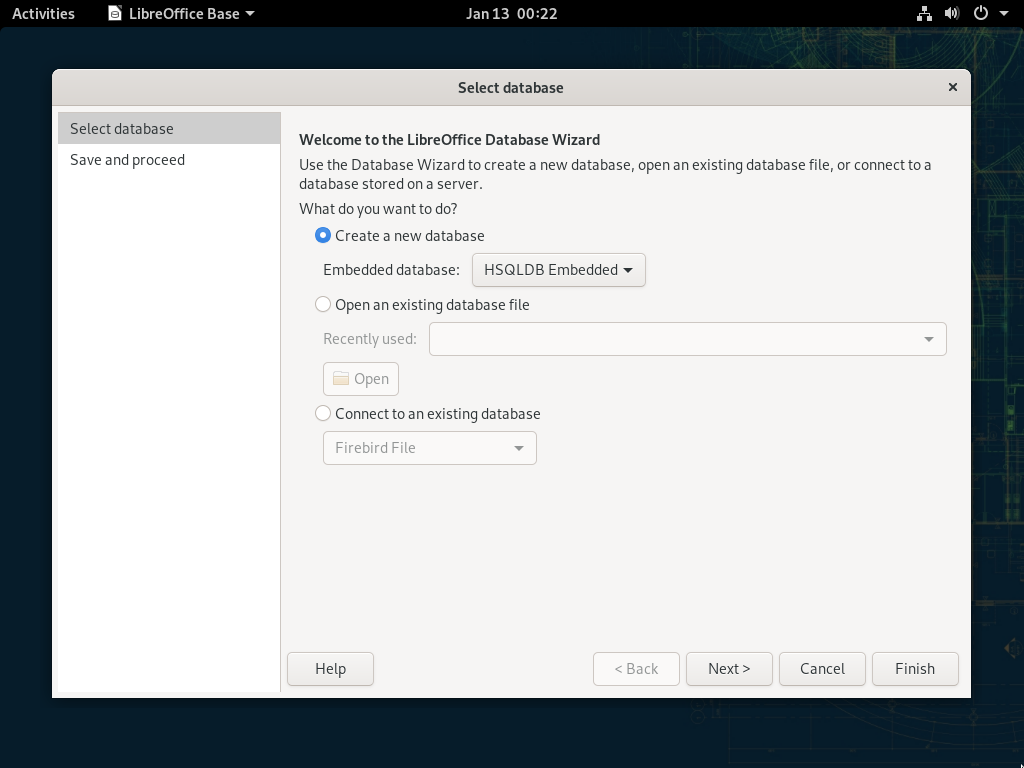 Activities LibreOffice Base Jan 13 00:22
Select database
Select database
Save and proceed
Welcome to the LibreOffice Database Wizard
Use the Database Wizard to create a new database, open an existing database file, or connect to a
database stored on a server.
What do you want to do?
Create a new database
Embedded database: HSQLDB Embedded
Open an existing database file
Recently used:
Open
Connect to an existing database
Firebird File
Help < Back Next > Cancel Finish